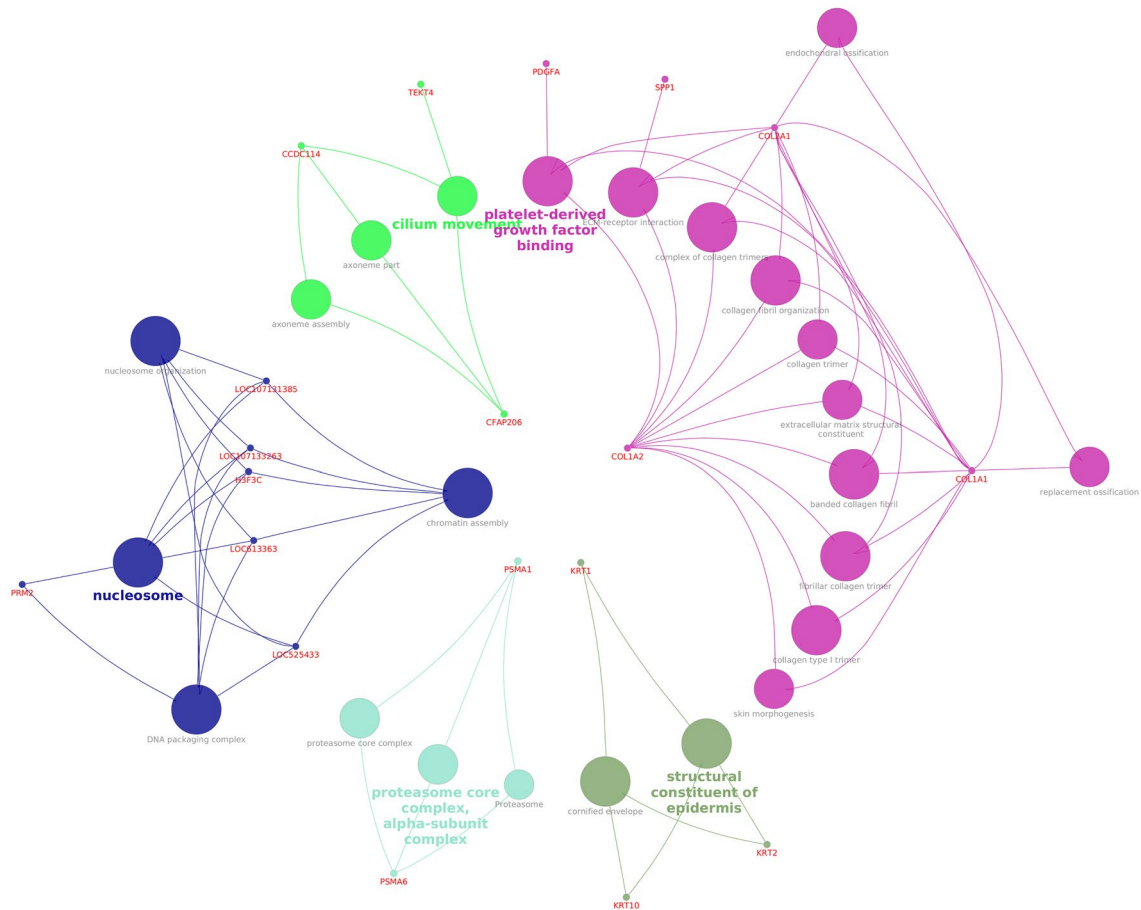 endochondral ossification
PDGFA
SPP1
TEKT4
COL2A1
CCDC114
platelet-derived
growth factor
binding
cilium movement
ECM-receptor interaction
complex of collagen trimers
axoneme part
collagen fibril organization
axoneme assembly
nucleosome organization
collagen trimer
LOC107131385
extracellular matrix structural
constituent
CFAP206
LOC107133263
COL1A2
H3F3C
COL1A1
replacement ossification
banded collagen fibril
chromatin assembly
LOC613363
PSMA1
KRT1
fibrillar collagen trimer
PRM2
nucleosome
LOC525433
collagen type I trimer
skin morphogenesis
DNA packaging complex
proteasome core complex
structural
constituent of
epidermis
proteasome core
complex,
alpha-subunit
complex
Proteasome
cornified envelope
KRT2
PSMA6
KRT10